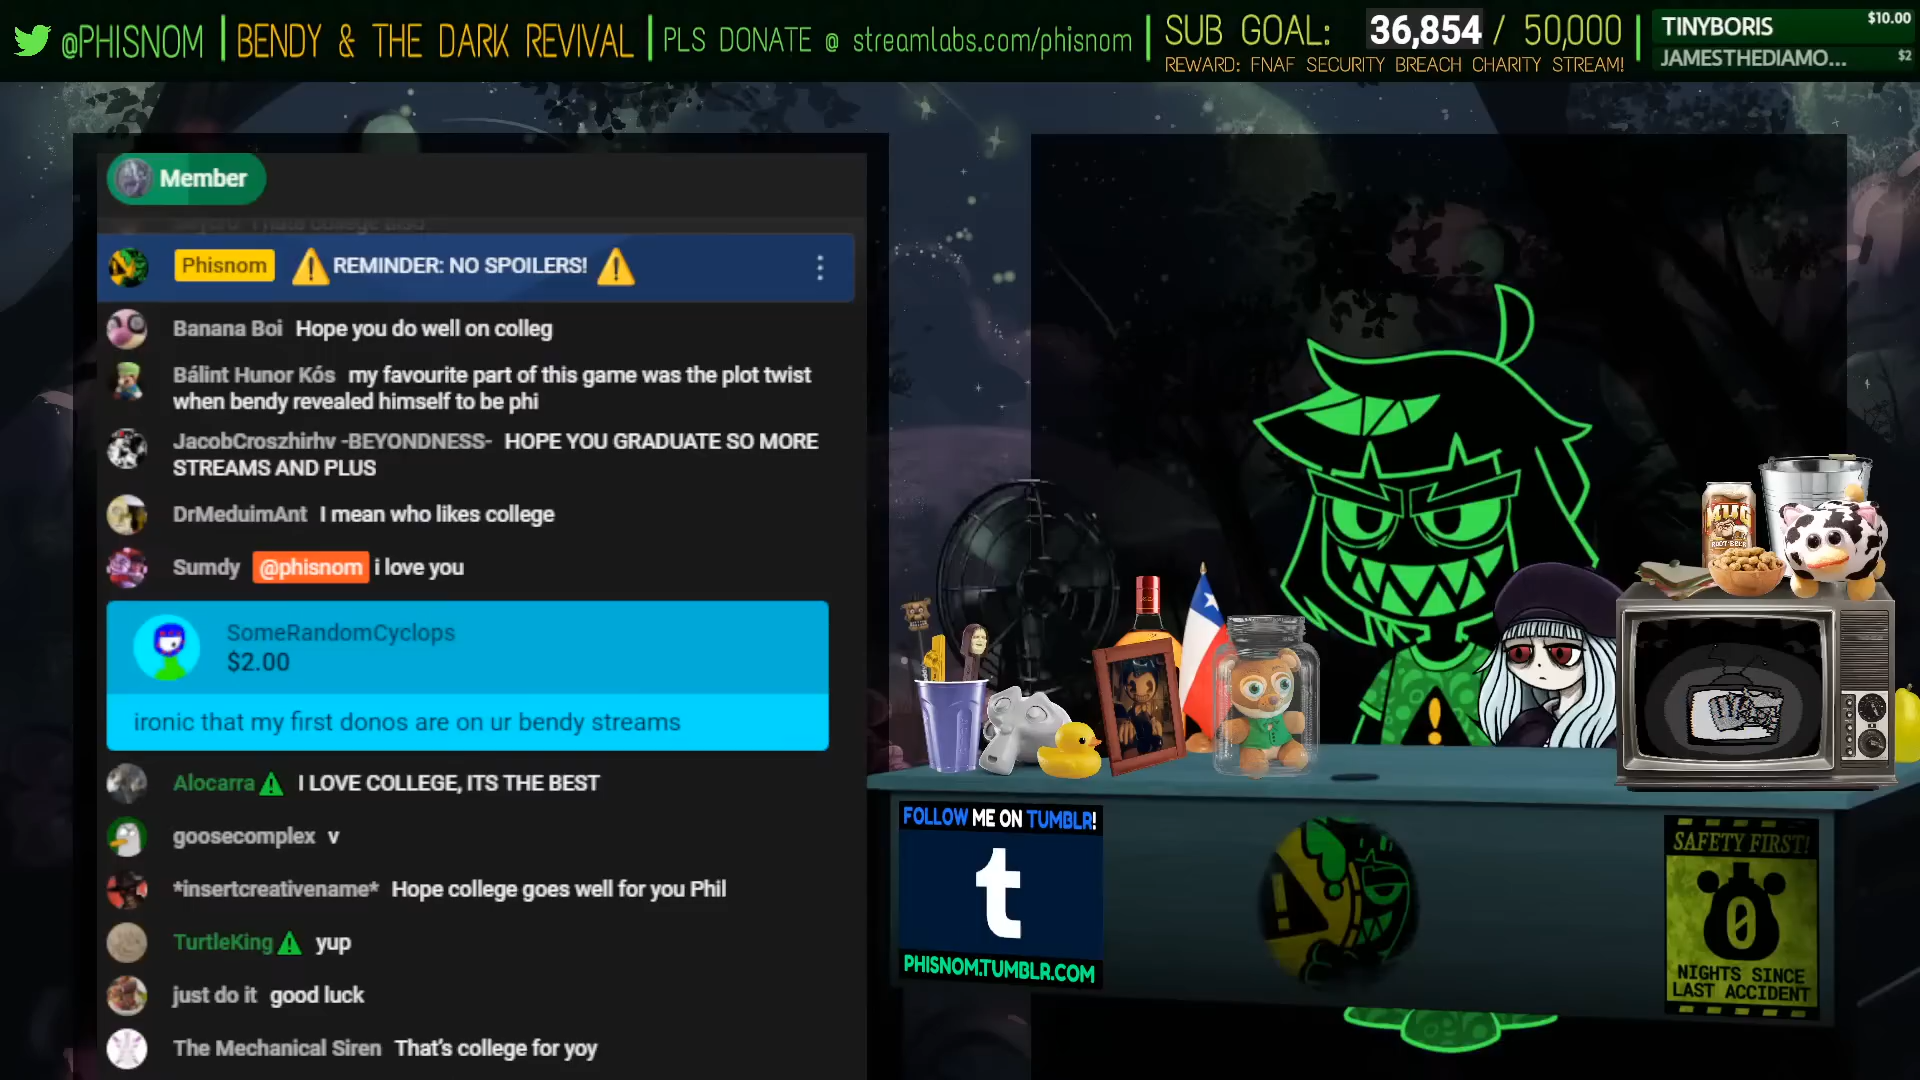 @PHISNOM
BENDY & THE DARK REVIVAL
PLS DONATE @ streamlabs.com/phisnom
SUB GOAL: 36,854 / 50,000
REWARD: FNAF SECURITY BREACH CHARITY STREAM!
TINYBORIS $10.00
JAMESTHEDIAMO... $2
Member
Phisnom ⚠ REMINDER: NO SPOILERS! ⚠
Banana Boi Hope you do well on colleg
Bálint Hunor Kós my favourite part of this game was the plot twist
when bendy revealed himself to be phi
JacobCroszhirhv -BEYONDNESS- HOPE YOU GRADUATE SO MORE
STREAMS AND PLUS
DrMeduimAnt I mean who likes college
Sumdy @phisnom i love you
SomeRandomCyclops
$2.00
ironic that my first donos are on ur bendy streams
Alocarra I LOVE COLLEGE, ITS THE BEST
goosecomplex v
*insertcreativename* Hope college goes well for you Phil
TurtleKing yup
just do it good luck
The Mechanical Siren That's college for yoy
MUG
ROOT BEER
FOLLOW ME ON TUMBLR!
t
PHISNOM.TUMBLR.COM
SAFETY FIRST!
0
NIGHTS SINCE
LAST ACCIDENT